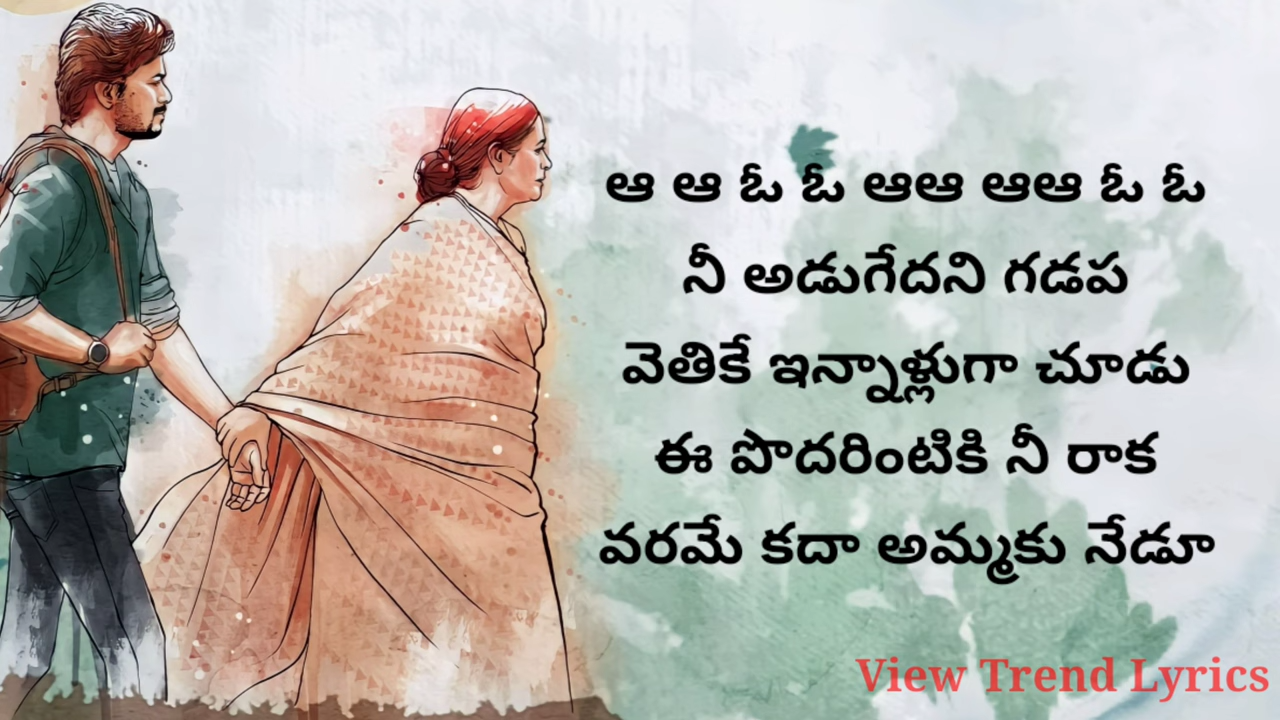 ఆ ఆ ఓ ఓ ఆఆ ఆఆ ఓ ఓ
నీ అడుగేదని గడప
వెతికే ఇన్నాళ్లుగా చూడు
ఈ పొదరింటికి నీ రాక
వరమే కదా అమ్మకు నేడూ
View Trend Lyrics